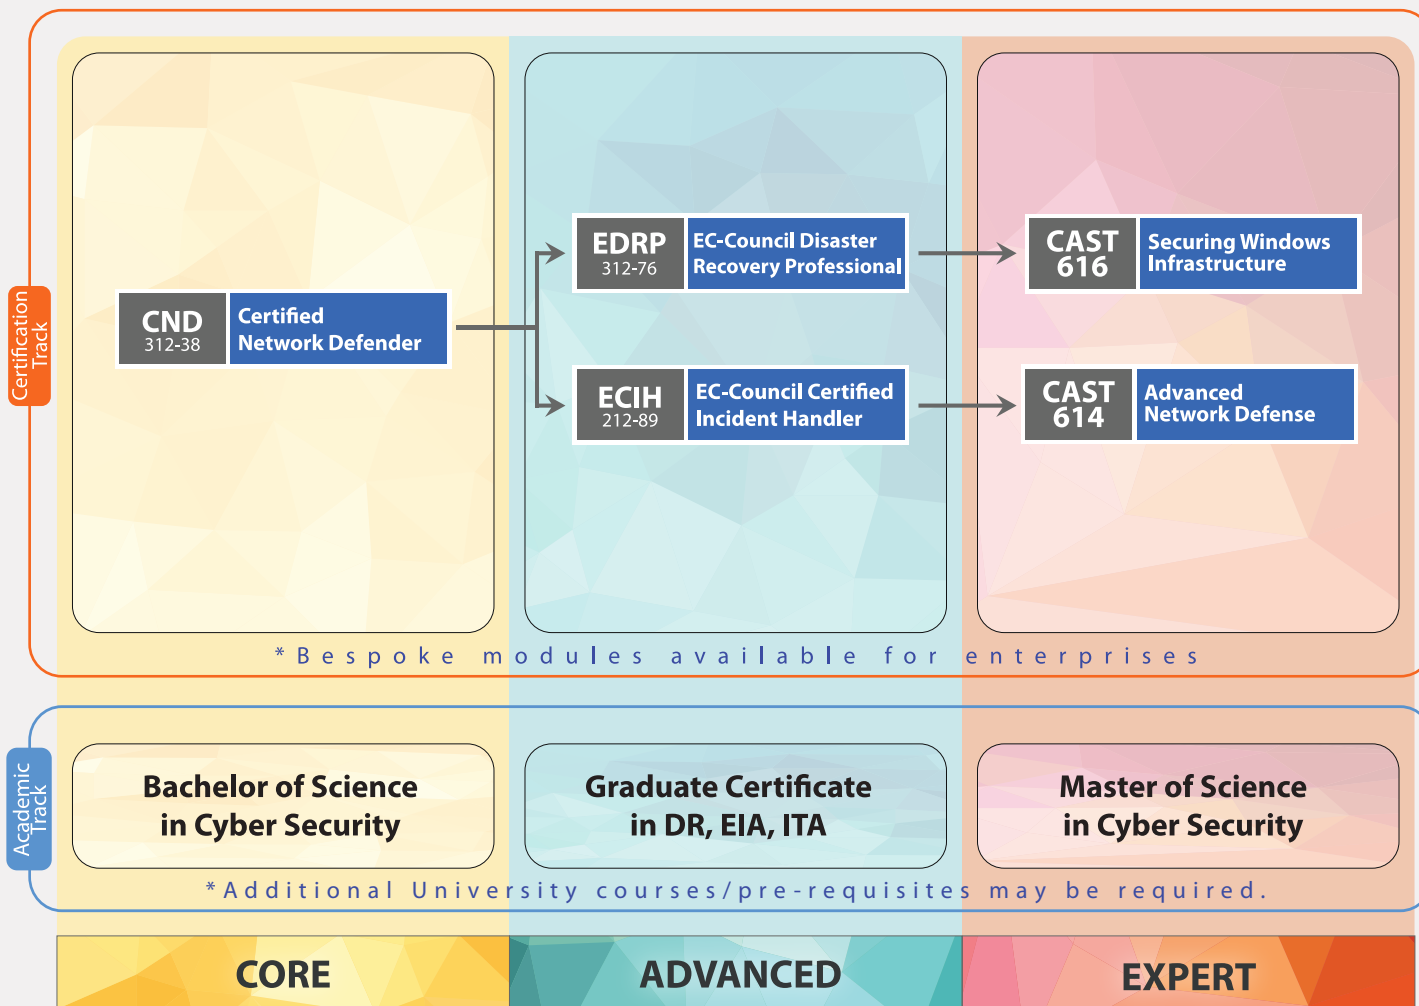 Certification
Track
CND
312-38
Certified
Network Defender
EDRP
312-76
EC-Council Disaster
Recovery Professional
ECIH
212-89
EC-Council Certified
Incident Handler
CAST
616
Securing Windows
Infrastructure
CAST
614
Advanced
Network Defense
* Bespoke modules available for enterprises
Academic
Track
Bachelor of Science
in Cyber Security
Graduate Certificate
in DR, EIA, ITA
Master of Science
in Cyber Security
*Additional University courses/pre-requisites may be required.
CORE
ADVANCED
EXPERT